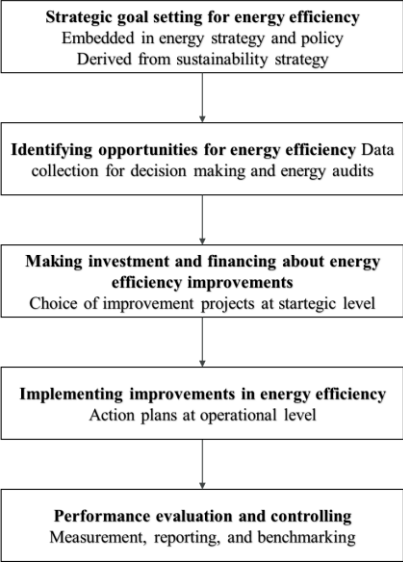 Strategic goal setting for energy efficiency
Embedded in energy strategy and policy
Derived from sustainability strategy
Identifying opportunities for energy efficiency Data
collection for decision making and energy audits
Making investment and financing about energy
efficiency improvements
Choice of improvement projects at startegic level
Implementing improvements in energy efficiency
Action plans at operational level
Performance evaluation and controlling
Measurement, reporting, and benchmarking